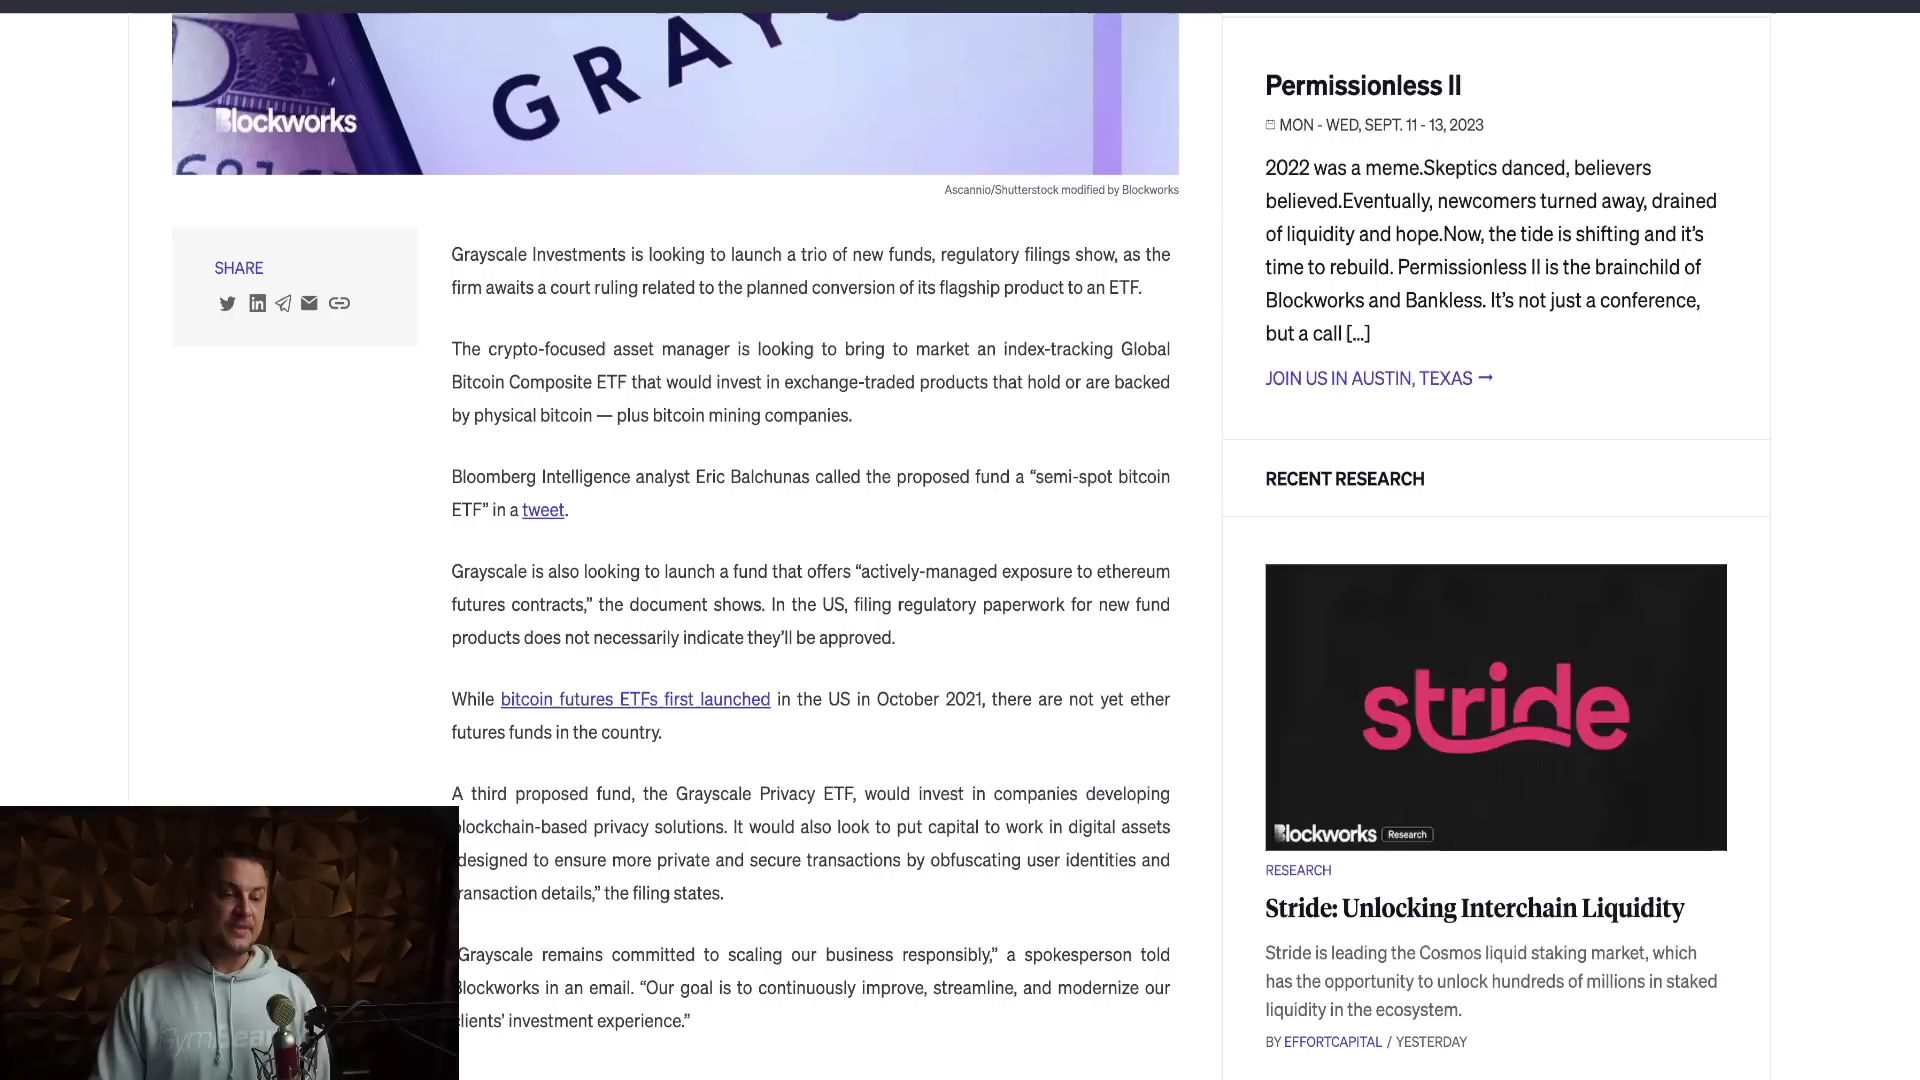 GRAYS
Blockworks
Ascannio/Shutterstock modified by Blockworks
SHARE
Grayscale Investments is looking to launch a trio of new funds, regulatory filings show, as the
firm awaits a court ruling related to the planned conversion of its flagship product to an ETF.
The crypto-focused asset manager is looking to bring to market an index-tracking Global
Bitcoin Composite ETF that would invest in exchange-traded products that hold or are backed
by physical bitcoin — plus bitcoin mining companies.
Bloomberg Intelligence analyst Eric Balchunas called the proposed fund a “semi-spot bitcoin
ETF” in a tweet.
Grayscale is also looking to launch a fund that offers “actively-managed exposure to ethereum
futures contracts,” the document shows. In the US, filing regulatory paperwork for new fund
products does not necessarily indicate they’ll be approved.
While bitcoin futures ETFs first launched in the US in October 2021, there are not yet ether
futures funds in the country.
A third proposed fund, the Grayscale Privacy ETF, would invest in companies developing
blockchain-based privacy solutions. It would also look to put capital to work in digital assets
designed to ensure more private and secure transactions by obfuscating user identities and
transaction details,” the filing states.
Grayscale remains committed to scaling our business responsibly,” a spokesperson told
Blockworks in an email. “Our goal is to continuously improve, streamline, and modernize our
clients’ investment experience.”
Permissionless II
MON - WED, SEPT. 11 - 13, 2023
2022 was a meme.Skeptics danced, believers
believed.Eventually, newcomers turned away, drained
of liquidity and hope.Now, the tide is shifting and it’s
time to rebuild. Permissionless II is the brainchild of
Blockworks and Bankless. It’s not just a conference,
but a call [...]
JOIN US IN AUSTIN, TEXAS →
RECENT RESEARCH
stride
Blockworks Research
RESEARCH
Stride: Unlocking Interchain Liquidity
Stride is leading the Cosmos liquid staking market, which
has the opportunity to unlock hundreds of millions in staked
liquidity in the ecosystem.
BY EFFORTCAPITAL / YESTERDAY